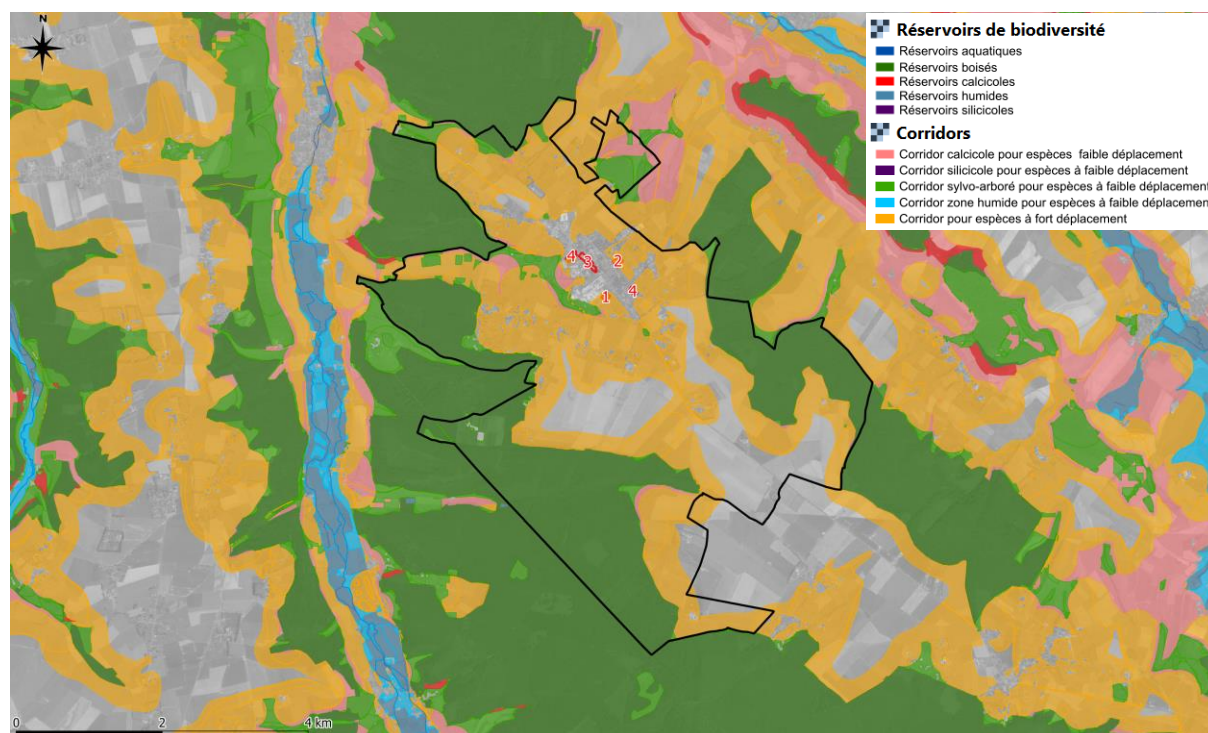 N
Réservoirs de biodiversité
Réservoirs aquatiques
Réservoirs boisés
Réservoirs calcicoles
Réservoirs humides
Réservoirs silicicoles
Corridors
Corridor calcicole pour espèces faible déplacement
Corridor silicicole pour espèces à faible déplacement
Corridor sylvo-arboré pour espèces à faible déplacement
Corridor zone humide pour espèces à faible déplacemen
Corridor pour espèces à fort déplacement
4 3 2
1 4
0 2 4 km